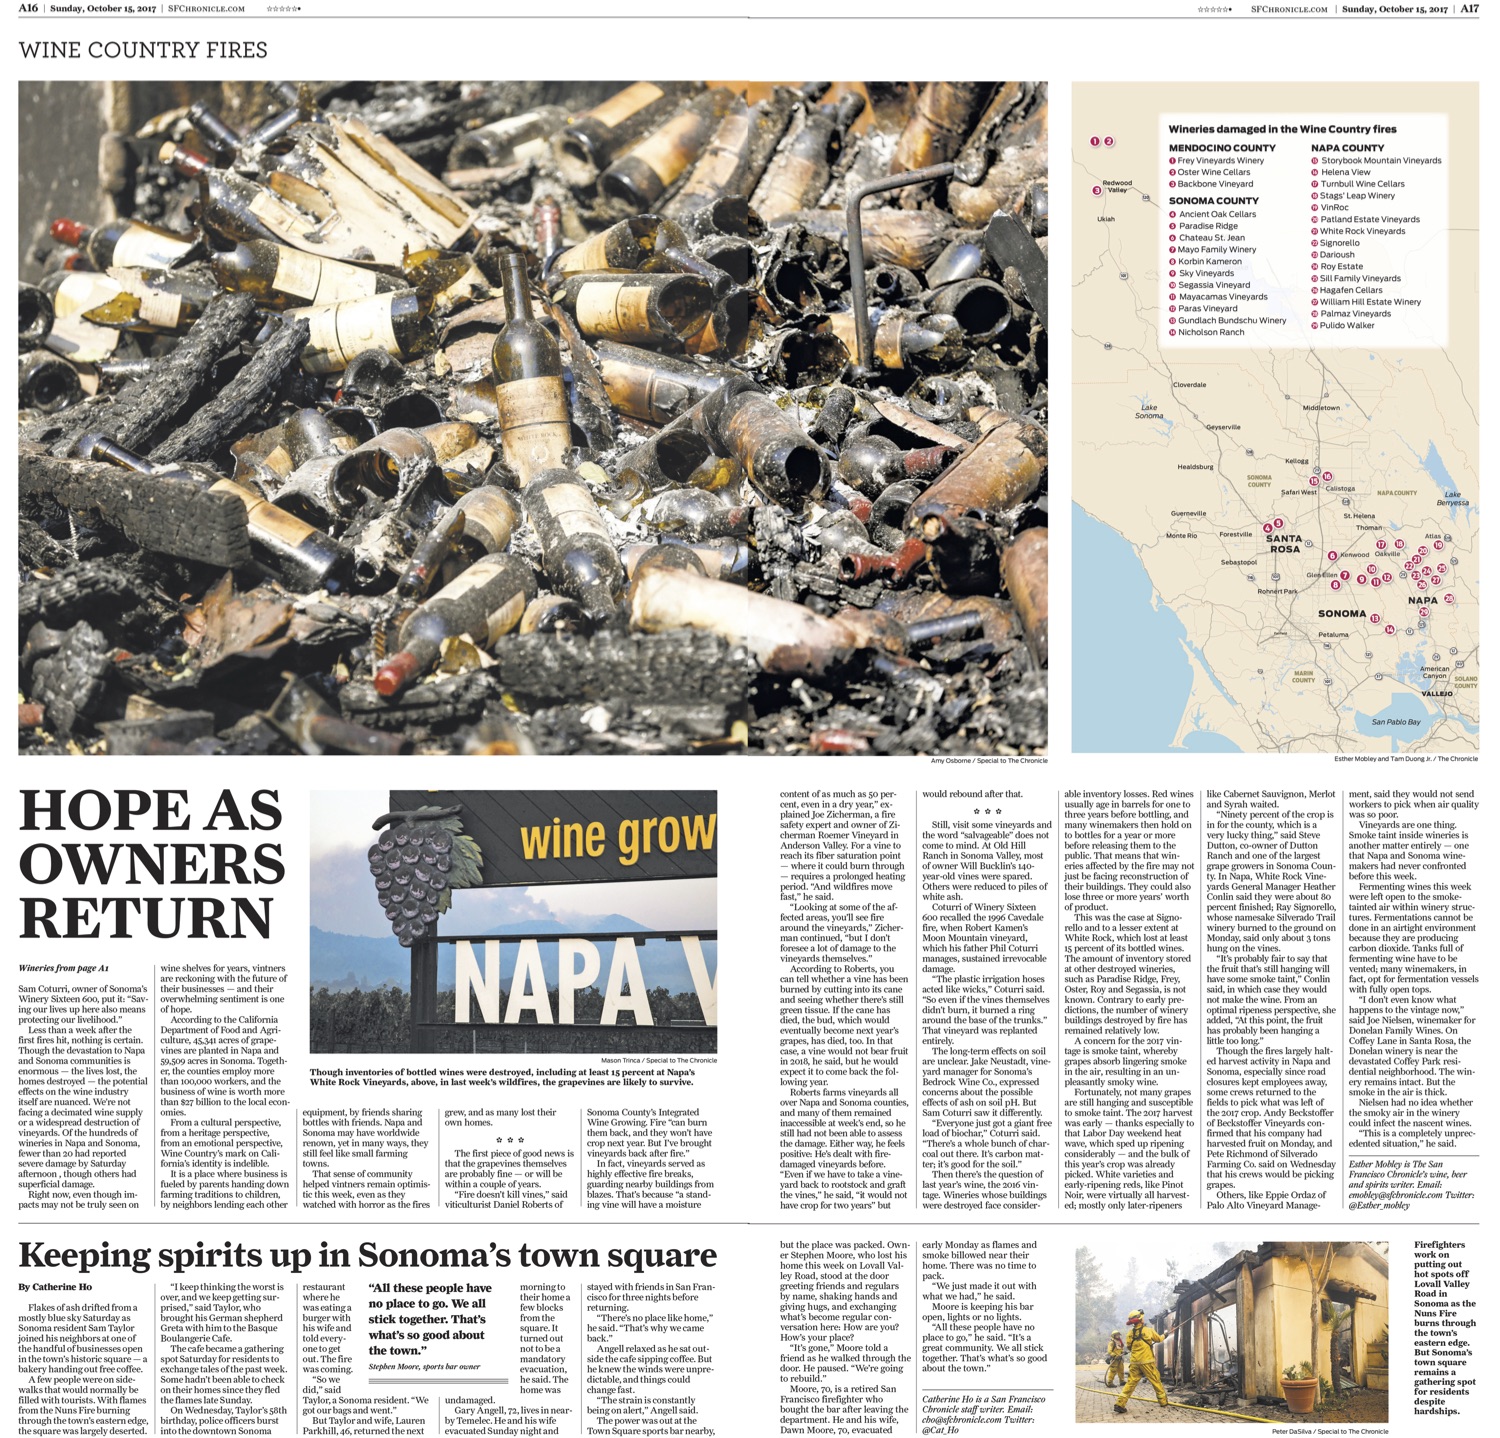 A16 | Sunday, October 15, 2017 | SFChronicle.com ☆☆☆☆☆•
☆☆☆☆☆• SFChronicle.com | Sunday, October 15, 2017 | A17
WINE COUNTRY FIRES
WHITE ROCK
Amy Osborne / Special to The Chronicle
Wineries damaged in the Wine Country fires
MENDOCINO COUNTY
1 Frey Vineyards Winery
2 Oster Wine Cellars
3 Backbone Vineyard
SONOMA COUNTY
4 Ancient Oak Cellars
5 Paradise Ridge
6 Chateau St. Jean
7 Mayo Family Winery
8 Korbin Kameron
9 Sky Vineyards
10 Segassia Vineyard
11 Mayacamas Vineyards
12 Paras Vineyard
13 Gundlach Bundschu Winery
14 Nicholson Ranch
NAPA COUNTY
15 Storybook Mountain Vineyards
16 Helena View
17 Turnbull Wine Cellars
18 Stags' Leap Winery
19 VinRoc
20 Patland Estate Vineyards
21 White Rock Vineyards
22 Signorello
23 Darioush
24 Roy Estate
25 Sill Family Vineyards
26 Hagafen Cellars
27 William Hill Estate Winery
28 Palmaz Vineyards
29 Pulido Walker
Redwood
Valley
Ukiah
Cloverdale
Lake
Sonoma
Middletown
Geyserville
Healdsburg
Kellogg
SONOMA
COUNTY
Safari West
Calistoga
NAPA COUNTY
Lake
Berryessa
Guerneville
St. Helena
Thoman
Monte Rio
Forestville
SANTA
ROSA
Atlas
Kenwood
Oakville
Sebastopol
Glen Ellen
Rohnert Park
NAPA
SONOMA
Petaluma
MARIN
COUNTY
American
Canyon
SOLANO
COUNTY
VALLEJO
San Pablo Bay
Esther Mobley and Tam Duong Jr. / The Chronicle
HOPE AS
OWNERS
RETURN
Wineries from page A1
Sam Coturri, owner of Sonoma's
Winery Sixteen 600, put it: “Sav-
ing our lives up here also means
protecting our livelihood.”
Less than a week after the
first fires hit, nothing is certain.
Though the devastation to Napa
and Sonoma communities is
enormous — the lives lost, the
homes destroyed — the potential
effects on the wine industry
itself are nuanced. We're not
facing a decimated wine supply
or a widespread destruction of
vineyards. Of the hundreds of
wineries in Napa and Sonoma,
fewer than 20 had reported
severe damage by Saturday
afternoon , though others had
superficial damage.
Right now, even though im-
pacts may not be truly seen on
wine shelves for years, vintners
are reckoning with the future of
their businesses — and their
overwhelming sentiment is one
of hope.
According to the California
Department of Food and Agri-
culture, 45,341 acres of grape-
vines are planted in Napa and
59,509 acres in Sonoma. Togeth-
er, the counties employ more
than 100,000 workers, and the
business of wine is worth more
than $27 billion to the local econ-
omies.
From a cultural perspective,
from a heritage perspective,
from an emotional perspective,
Wine Country's mark on Cali-
fornia's identity is indelible.
It is a place where business is
fueled by parents handing down
farming traditions to children,
by neighbors lending each other
wine grow
NAPA V
Mason Trinca / Special to The Chronicle
Though inventories of bottled wines were destroyed, including at least 15 percent at Napa's
White Rock Vineyards, above, in last week's wildfires, the grapevines are likely to survive.
equipment, by friends sharing
bottles with friends. Napa and
Sonoma may have worldwide
renown, yet in many ways, they
still feel like small farming
towns.
That sense of community
helped vintners remain optimis-
tic this week, even as they
watched with horror as the fires
grew, and as many lost their
own homes.
☆ ☆ ☆
The first piece of good news is
that the grapevines themselves
are probably fine — or will be
within a couple of years.
“Fire doesn't kill vines,” said
viticulturist Daniel Roberts of
Sonoma County's Integrated
Wine Growing. Fire “can burn
them back, and they won't have
crop next year. But I've brought
vineyards back after fire.”
In fact, vineyards served as
highly effective fire breaks,
guarding nearby buildings from
blazes. That's because “a stand-
ing vine will have a moisture
content of as much as 50 per-
cent, even in a dry year,” ex-
plained Joe Zicherman, a fire
safety expert and owner of Zi-
cherman Roemer Vineyard in
Anderson Valley. For a vine to
reach its fiber saturation point
— where it could burn through
— requires a prolonged heating
period. “And wildfires move
fast,” he said.
“Looking at some of the af-
fected areas, you'll see fire
around the vineyards,” Zicher-
man continued, “but I don't
foresee a lot of damage to the
vineyards themselves.”
According to Roberts, you
can tell whether a vine has been
burned by cutting into its cane
and seeing whether there's still
green tissue. If the cane has
died, the bud, which would
eventually become next year's
grapes, has died, too. In that
case, a vine would not bear fruit
in 2018, he said, but he would
expect it to come back the fol-
lowing year.
Roberts farms vineyards all
over Napa and Sonoma counties,
and many of them remained
inaccessible at week's end, so he
still had not been able to assess
the damage. Either way, he feels
positive: He's dealt with fire-
damaged vineyards before.
“Even if we have to take a vine-
yard back to rootstock and graft
the vines,” he said, “it would not
have crop for two years” but
would rebound after that.
☆ ☆ ☆
Still, visit some vineyards and
the word “salvageable” does not
come to mind. At Old Hill
Ranch in Sonoma Valley, most
of owner Will Bucklin's 140-
year-old vines were spared.
Others were reduced to piles of
white ash.
Coturri of Winery Sixteen
600 recalled the 1996 Cavedale
fire, when Robert Kamen's
Moon Mountain vineyard,
which his father Phil Coturri
manages, sustained irrevocable
damage.
“The plastic irrigation hoses
acted like wicks,” Coturri said.
“So even if the vines themselves
didn't burn, it burned a ring
around the base of the trunks.”
That vineyard was replanted
entirely.
The long-term effects on soil
are unclear. Jake Neustadt, vine-
yard manager for Sonoma's
Bedrock Wine Co., expressed
concerns about the possible
effects of ash on soil pH. But
Sam Coturri saw it differently.
“Everyone just got a giant free
load of biochar,” Coturri said.
“There's whole bunch of char-
coal out there. It's carbon mat-
ter; it's good for the soil.”
Then there's the question of
last year's wine, the 2016 vin-
tage. Wineries whose buildings
were destroyed face consider-
able inventory losses. Red wines
usually age in barrels for one to
three years before bottling, and
many winemakers then hold on
to bottles for a year or more
before releasing them to the
public. That means that win-
eries affected by the fire may not
just be facing reconstruction of
their buildings. They could also
lose three or more years' worth
of product.
This was the case at Signo-
rello and to a lesser extent at
White Rock, which lost at least
15 percent of its bottled wines.
The amount of inventory stored
at other destroyed wineries,
such as Paradise Ridge, Frey,
Oster, Roy and Segassia, is not
known. Contrary to early pre-
dictions, the number of winery
buildings destroyed by fire has
remained relatively low.
A concern for the 2017 vin-
tage is smoke taint, whereby
grapes absorb lingering smoke
in the air, resulting in an un-
pleasantly smoky wine.
Fortunately, not many grapes
are still hanging and susceptible
to smoke taint. The 2017 harvest
was early — thanks especially to
that Labor Day weekend heat
wave, which sped up ripening
considerably — and the bulk of
this year's crop was already
picked. White varieties and
early-ripening reds, like Pinot
Noir, were virtually all harvest-
ed; mostly only later-ripeners
like Cabernet Sauvignon, Merlot
and Syrah waited.
“Ninety percent of the crop is
in for the county, which is a
very lucky thing,” said Steve
Dutton, co-owner of Dutton
Ranch and one of the largest
grape growers in Sonoma Coun-
ty. In Napa, White Rock Vine-
yards General Manager Heather
Conlin said they were about 80
percent finished; Ray Signorello,
whose namesake Silverado Trail
winery burned to the ground on
Monday, said only about 3 tons
hung on the vines.
“It's probably fair to say that
the fruit that's still hanging will
have some smoke taint,” Conlin
said, in which case they would
not make the wine. From an
optimal ripeness perspective, she
added, “At this point, the fruit
has probably been hanging a
little too long.”
Though the fires largely halt-
ed harvest activity in Napa and
Sonoma, especially since road
closures kept employees away,
some crews returned to the
fields to pick what was left of
the 2017 crop. Andy Beckstoffer
of Beckstoffer Vineyards con-
firmed that his company had
harvested fruit on Monday, and
Pete Richmond of Silverado
Farming Co. said on Wednesday
that his crews would be picking
grapes.
Others, like Eppie Ordaz of
Palo Alto Vineyard Manage-
ment, said they would not send
workers to pick when air quality
was so poor.
Vineyards are one thing.
Smoke taint inside wineries is
another matter entirely — one
that Napa and Sonoma wine-
makers had never confronted
before this week.
Fermenting wines this week
were left open to the smoke-
tainted air within winery struc-
tures. Fermentations cannot be
done in an airtight environment
because they are producing
carbon dioxide. Tanks full of
fermenting wine have to be
vented; many winemakers, in
fact, opt for fermentation vessels
with fully open tops.
“I don't even know what
happens to the vintage now,”
said Joe Nielsen, winemaker for
Donelan Family Wines. On
Coffey Lane in Santa Rosa, the
Donelan winery is near the
devastated Coffey Park resi-
dential neighborhood. The win-
ery remains intact. But the
smoke in the air is thick.
Nielsen had no idea whether
the smoky air in the winery
could infect the nascent wines.
“This is a completely unprec-
edented situation,” he said.
Esther Mobley is The San
Francisco Chronicle's wine, beer
and spirits writer. Email:
emobley@sfchronicle.com Twitter:
@Esther_mobley
Keeping spirits up in Sonoma's town square
By Catherine Ho
Flakes of ash drifted from a
mostly blue sky Saturday as
Sonoma resident Sam Taylor
joined his neighbors at one of
the handful of businesses open
in the town's historic square — a
bakery handing out free coffee.
A few people were on side-
walks that would normally be
filled with tourists. With flames
from the Nuns Fire burning
through the town's eastern edge,
the square was largely deserted.
“I keep thinking the worst is
over, and we keep getting sur-
prised,” said Taylor, who
brought his German shepherd
Greta with him to the Basque
Boulangerie Cafe.
The cafe became a gathering
spot Saturday for residents to
exchange tales of the past week.
Some hadn't been able to check
on their homes since they fled
the flames late Sunday.
On Wednesday, Taylor's 58th
birthday, police officers burst
into the downtown Sonoma
restaurant
where he
was eating a
burger with
his wife and
told every-
one to get
out. The fire
was coming.
“So we
did,” said
Taylor, a Sonoma resident. “We
got our bags and went.”
But Taylor and wife, Lauren
Parkhill, 46, returned the next
“All these people have
no place to go. We all
stick together. That's
what's so good about
the town.”
Stephen Moore, sports bar owner
morning to
their home a
few blocks
from the
square. It
turned out
not to be a
mandatory
evacuation,
he said. The
home was
undamaged.
Gary Angell, 72, lives in near-
by Temelec. He and his wife
evacuated Sunday night and
stayed with friends in San Fran-
cisco for three nights before
returning.
“There's no place like home,”
he said. “That's why we came
back.”
Angell relaxed as he sat out-
side the cafe sipping coffee. But
he knew the winds were unpre-
dictable, and things could
change fast.
“The strain is constantly
being on alert,” Angell said.
The power was out at the
Town Square sports bar nearby,
but the place was packed. Own-
er Stephen Moore, who lost his
home this week on Lovall Val-
ley Road, stood at the door
greeting friends and regulars
by name, shaking hands and
giving hugs, and exchanging
what's become regular con-
versation here: How are you?
How's your place?
“It's gone,” Moore told a
friend as he walked through the
door. He paused. “We're going
to rebuild.”
Moore, 70, is a retired San
Francisco firefighter who
bought the bar after leaving the
department. He and his wife,
Dawn Moore, 70, evacuated
early Monday as flames and
smoke billowed near their
home. There was no time to
pack.
“We just made it out with
what we had,” he said.
Moore is keeping his bar
open, lights or no lights.
“All these people have no
place to go,” he said. “It's a
great community. We all stick
together. That's what's so good
about the town.”
Catherine Ho is a San Francisco
Chronicle staff writer. Email:
cho@sfchronicle.com Twitter:
@Cat_Ho
Peter DaSilva / Special to The Chronicle
Firefighters
work on
putting out
hot spots off
Lovall Valley
Road in
Sonoma as the
Nuns Fire
burns through
the town's
eastern edge.
But Sonoma's
town square
remains a
gathering spot
for residents
despite
hardships.